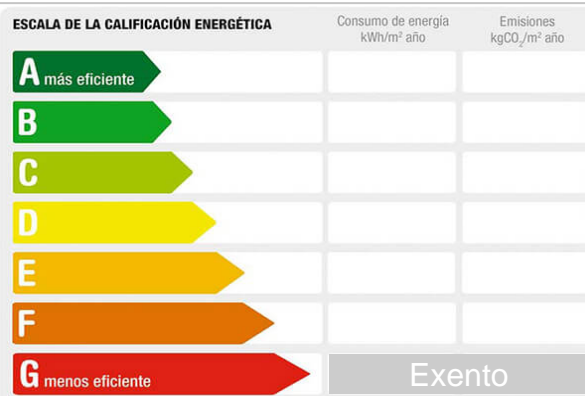 ESCALA DE LA CALIFICACIÓN ENERGÉTICA
Consumo de energía
kWh/m² año
Emisiones
kgCO₂/m² año
A más eficiente
B
C
D
E
F
G menos eficiente
Exento